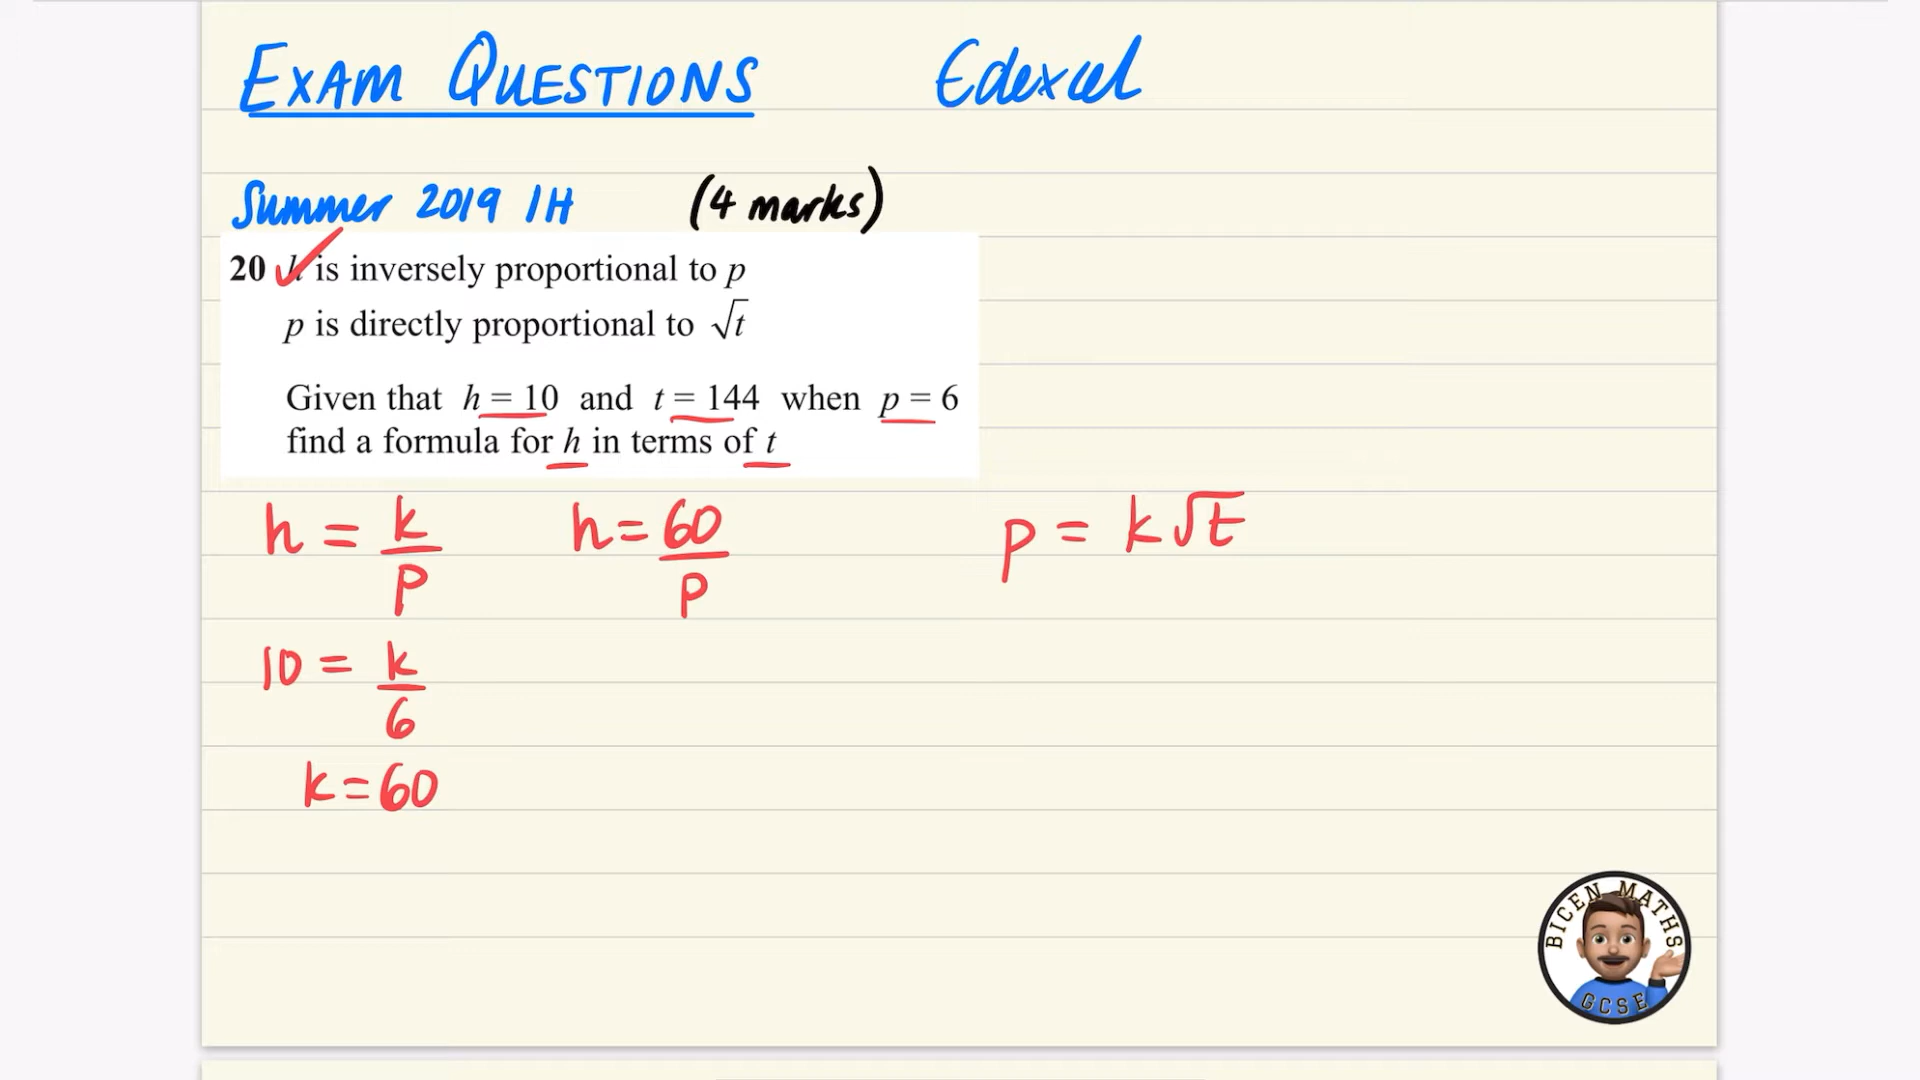 EXAM QUESTIONS Edexcel
Summer 2019 1H (4 marks)
20 h is inversely proportional to p
p is directly proportional to √t
Given that h = 10 and t = 144 when p = 6
find a formula for h in terms of t
h = k/p h = 60/p p = k√t
10 = k/6
k = 60
BICEN MATHS
GCSE